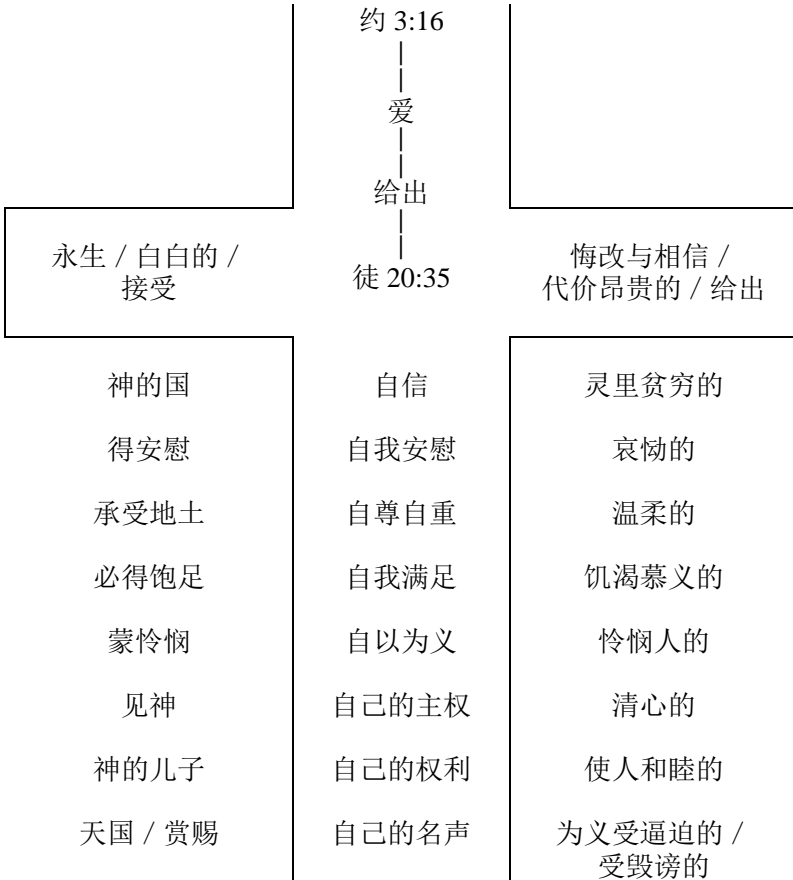 约 3:16
爱
给出
徒 20:35
永生 / 白白的 /
接受
悔改与相信 /
代价昂贵的 / 给出
神的国 自信 灵里贫穷的
得安慰 自我安慰 哀恸的
承受地土 自尊自重 温柔的
必得饱足 自我满足 饥渴慕义的
蒙怜悯 自以为义 怜悯人的
见神 自己的主权 清心的
神的儿子 自己的权利 使人和睦的
天国 / 赏赐 自己的名声 为义受逼迫的 /
受毁谤的